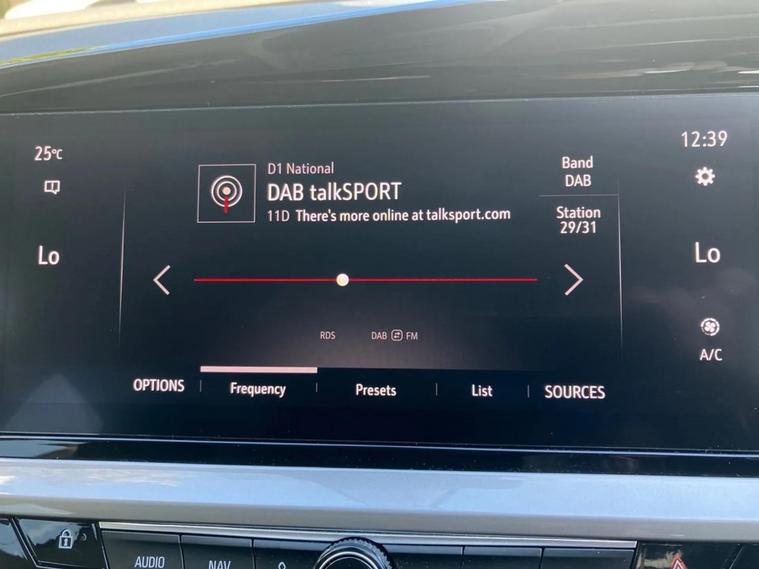 25°C
12:39
D1 National
DAB talkSPORT
11D There's more online at talksport.com
Band
DAB
Station
29/31
Lo
Lo
RDS
DAB FM
A/C
OPTIONS
Frequency
Presets
List
SOURCES
AUDIO
NAV